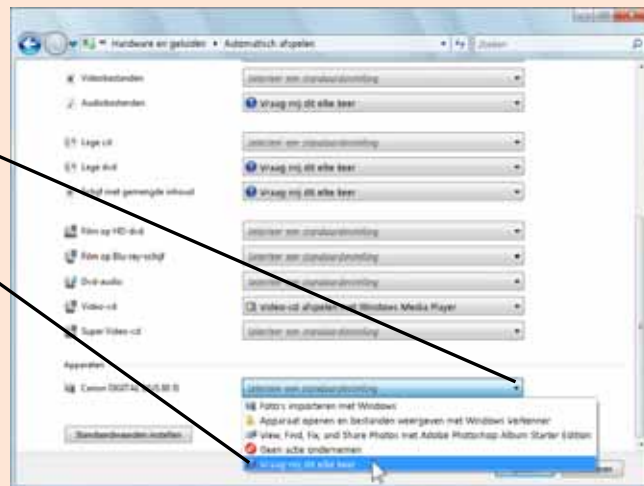 Hardware en geluiden ▸ Automatisch afspelen
Zoeken
Videobestanden Selecteer een standaardinstelling
Audiobestanden Vraag mij dit elke keer
Lege cd Selecteer een standaardinstelling
Lege dvd Vraag mij dit elke keer
Schijf met gemengde inhoud Vraag mij dit elke keer
Film op HD-dvd Selecteer een standaardinstelling
Film op Blu-ray-schijf Selecteer een standaardinstelling
Dvd-audio Selecteer een standaardinstelling
Video-cd Video-cd afspelen met Windows Media Player
Super Video-cd Selecteer een standaardinstelling
Apparaten
Canon DIGITAL Selecteer een standaardinstelling
Foto's importeren met Windows
Apparaat openen en bestanden weergeven met Windows Verkenner
View, Find, Fix, and Share Photos met Adobe Photoshop Album Starter Edition
Geen actie ondernemen
Vraag mij dit elke keer
Standaardwaarden instellen